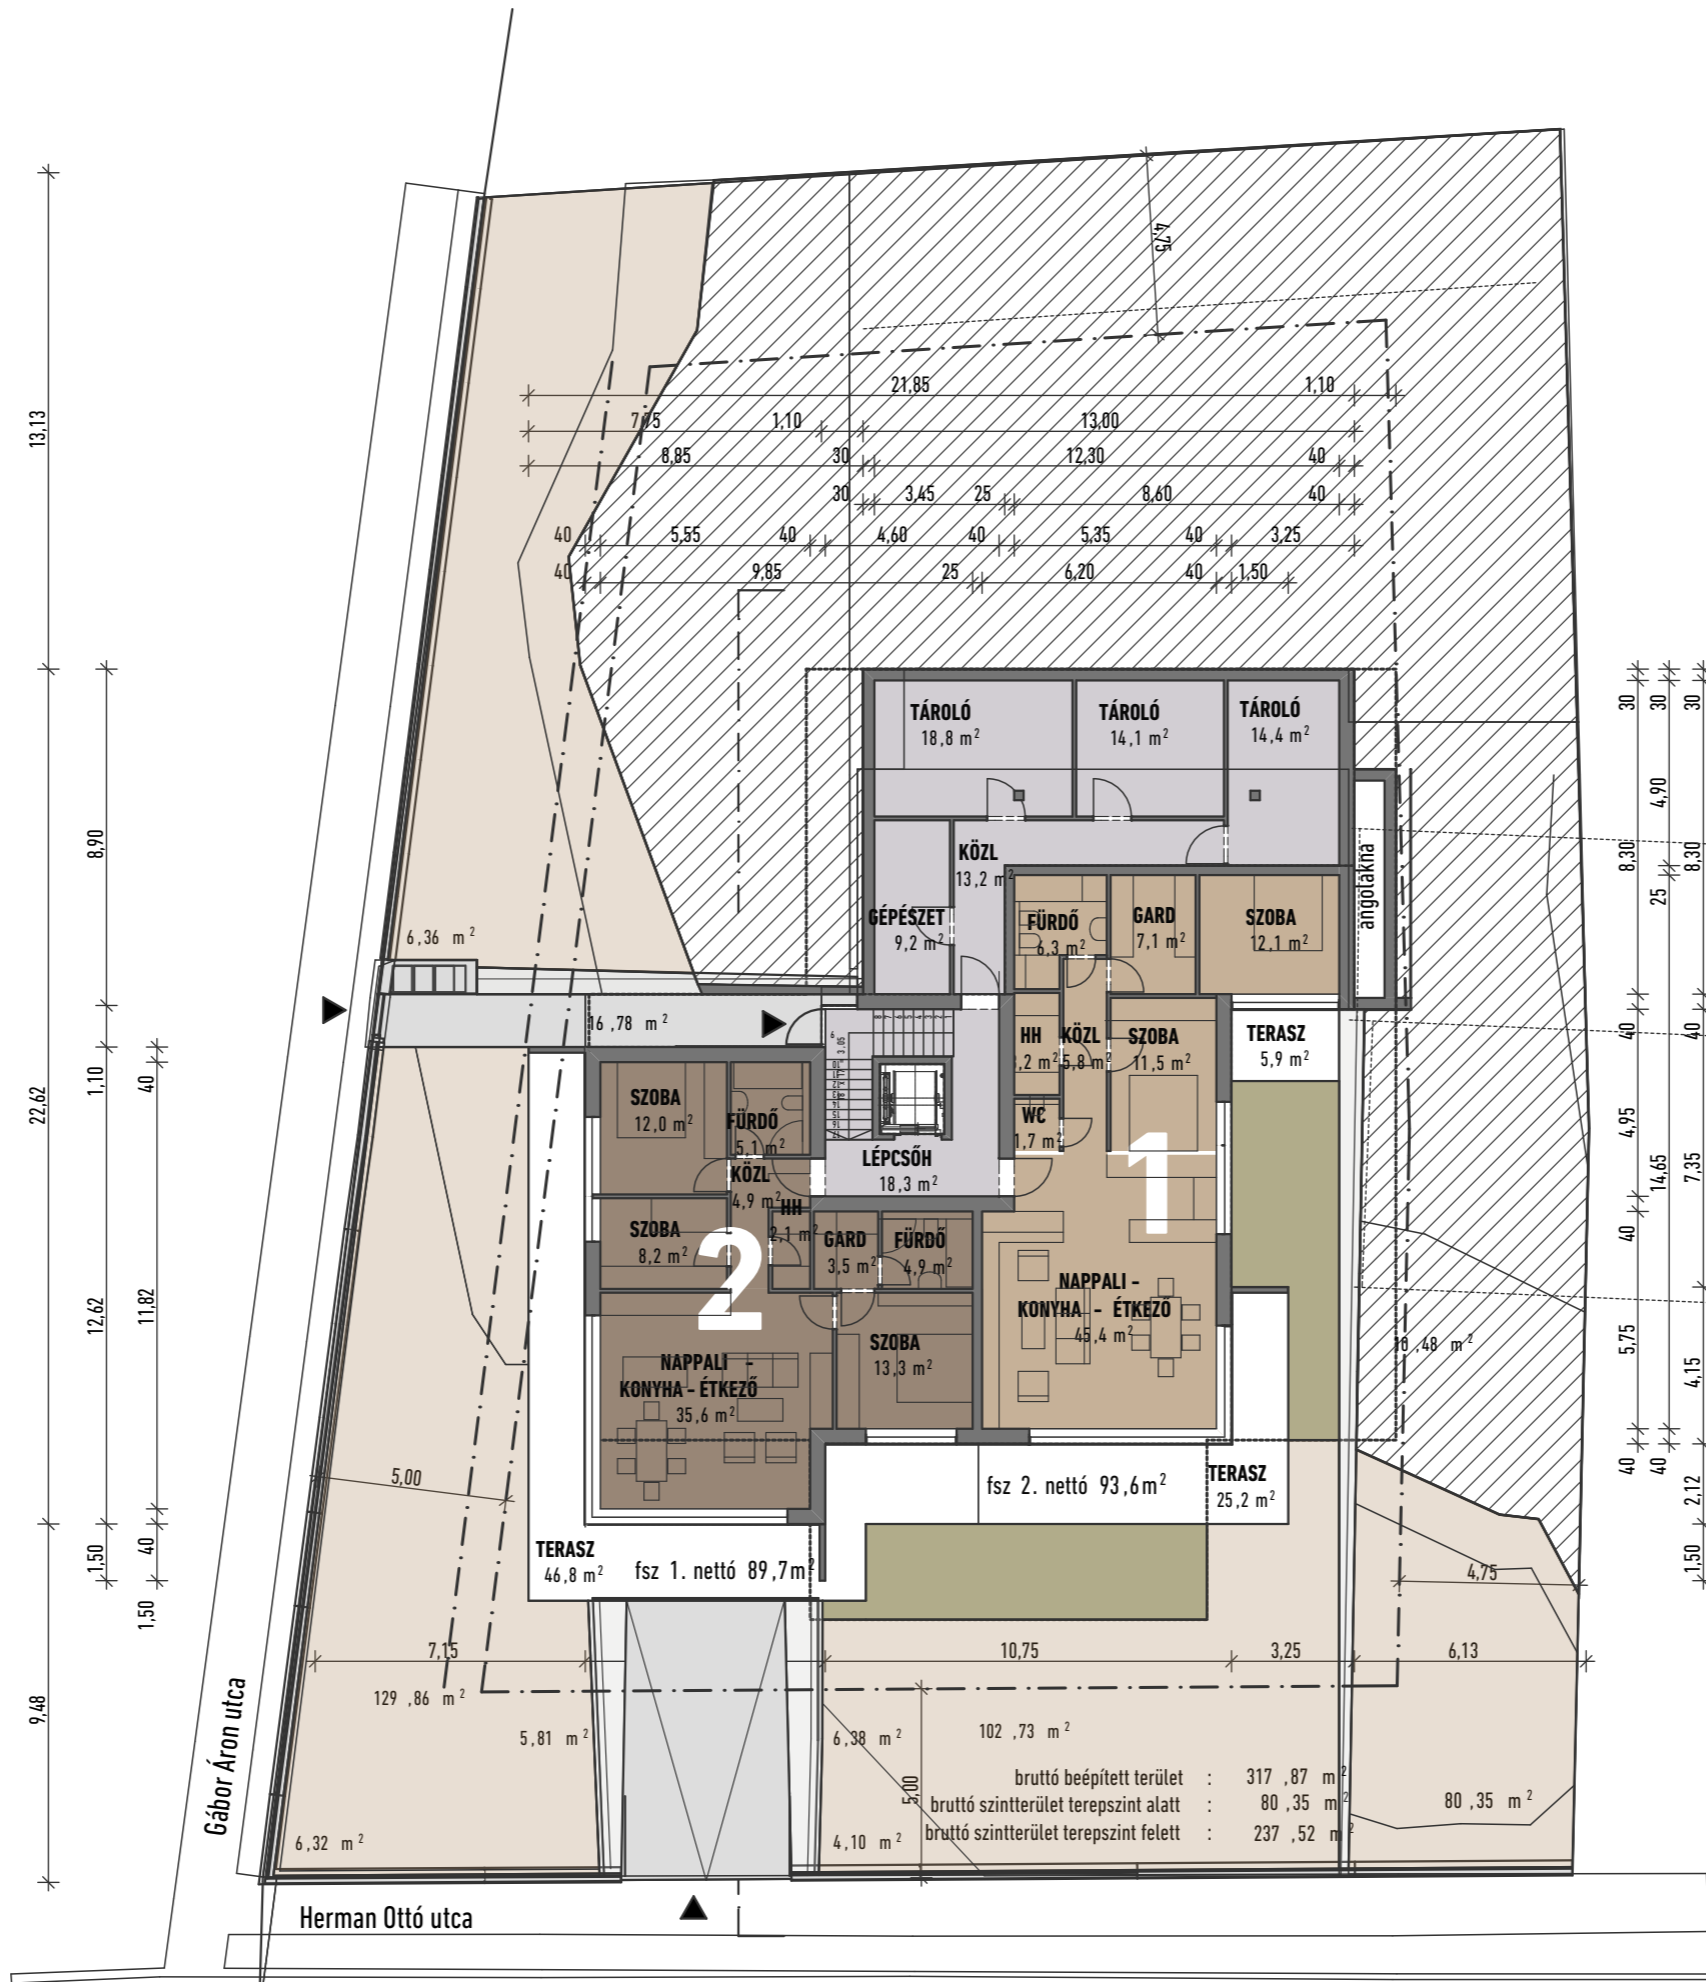 4,75
21,85
1,10
7,75
1,10
13,00
8,85
30
12,30
40
30
3,45
25
8,60
40
40
5,55
40
4,60
40
5,35
40
3,25
40
9,85
25
6,20
40
1,50
13,13
22,62
9,48
8,90
1,10
12,62
1,50
40
11,82
40
1,50
30
8,30
40
4,95
40
5,75
40
30
4,90
25
14,65
40
30
8,30
40
7,35
4,15
2,12
1,50
TÁROLÓ
18,8 m²
TÁROLÓ
14,1 m²
TÁROLÓ
14,4 m²
KÖZL
13,2 m²
GÉPÉSZET
9,2 m²
FÜRDŐ
6,3 m²
GARD
7,1 m²
SZOBA
12,1 m²
angolakna
6,36 m²
16,78 m²
HH
KÖZL
5,8 m²
SZOBA
11,5 m²
TERASZ
5,9 m²
WC
1,7 m²
LÉPCSŐH
18,3 m²
1
SZOBA
12,0 m²
FÜRDŐ
5,1 m²
KÖZL
4,9 m²
HH
2,1 m²
SZOBA
8,2 m²
2
GARD
3,5 m²
FÜRDŐ
4,9 m²
NAPPALI -
KONYHA - ÉTKEZŐ
45,4 m²
SZOBA
13,3 m²
NAPPALI -
KONYHA - ÉTKEZŐ
35,6 m²
5,00
fsz 2. nettó 93,6m²
TERASZ
25,2 m²
TERASZ
46,8 m²
fsz 1. nettó 89,7m²
4,75
7,15
10,75
3,25
6,13
129,86 m²
5,81 m²
6,38 m²
102,73 m²
5,00
bruttó beépített terület : 317,87 m²
bruttó szintterület terepszint alatt : 80,35 m²
bruttó szintterület terepszint felett : 237,52 m²
80,35 m²
6,32 m²
4,10 m²
Gábor Áron utca
Herman Ottó utca